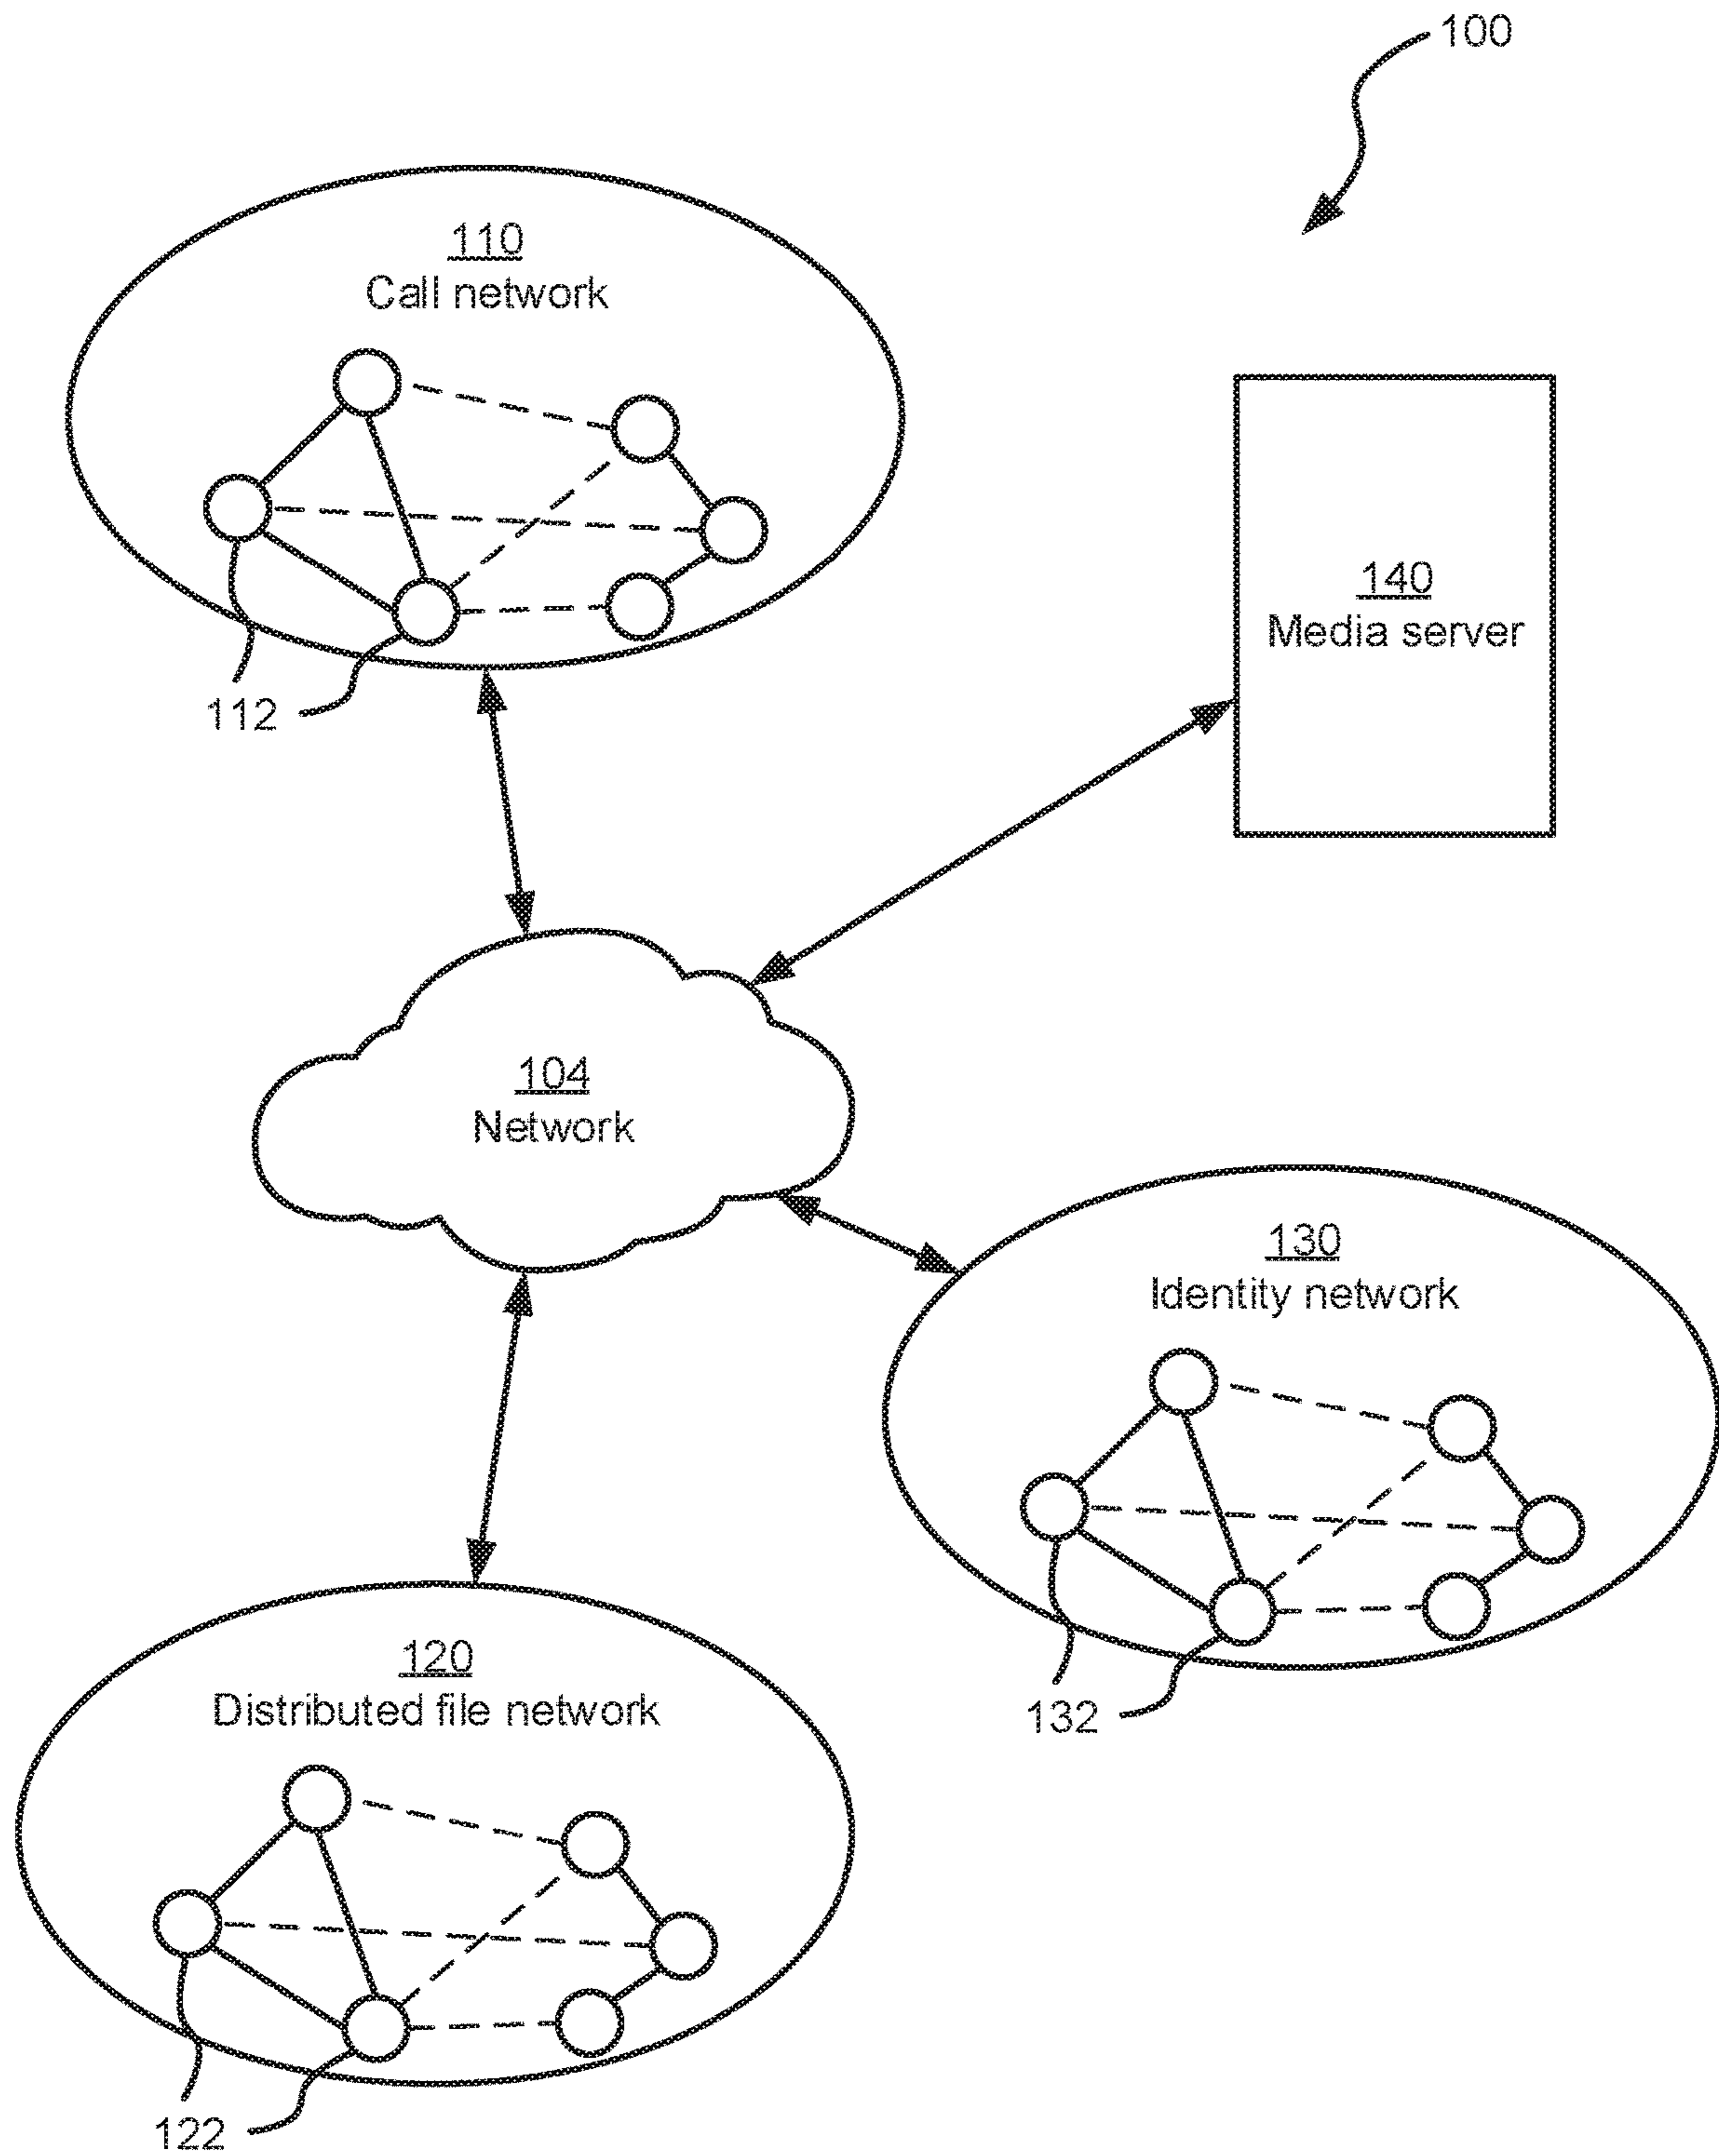 100
110
Call network
112
140
Media server
104
Network
130
Identity network
132
120
Distributed file network
122